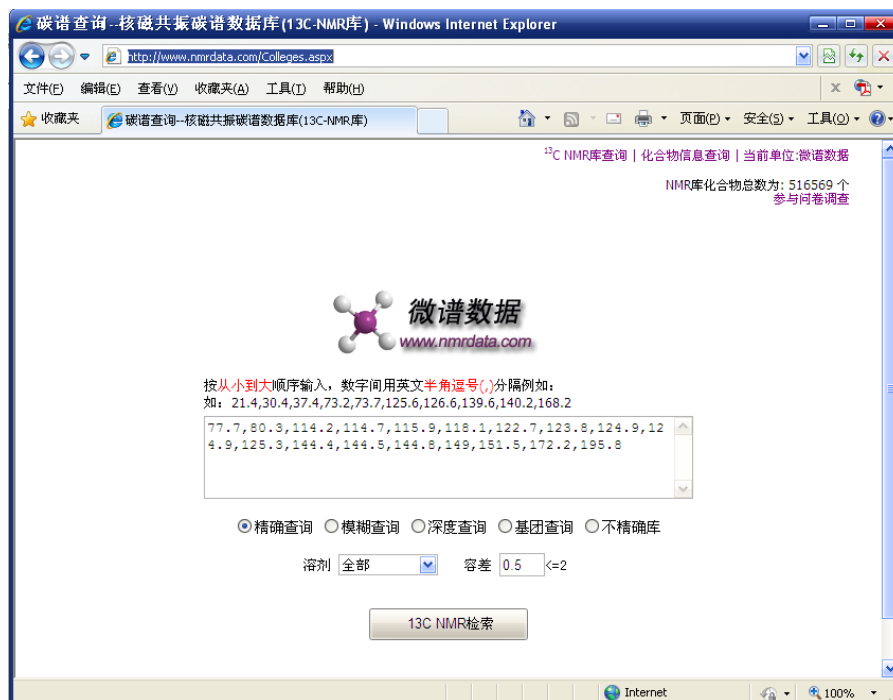 碳谱查询--核磁共振碳谱数据库(13C-NMR库) - Windows Internet Explorer
http://www.nmrdata.com/Colleges.aspx
文件(F) 编辑(E) 查看(V) 收藏夹(A) 工具(T) 帮助(H)
收藏夹 碳谱查询--核磁共振碳谱数据库(13C-NMR库) 页面(P) 安全(S) 工具(O)
13C NMR库查询 | 化合物信息查询 | 当前单位:微谱数据
NMR库化合物总数为: 516569 个
参与问卷调查
微谱数据
www.nmrdata.com
按从小到大顺序输入，数字间用英文半角逗号(,)分隔例如：
如：21.4,30.4,37.4,73.2,73.7,125.6,126.6,139.6,140.2,168.2
77.7,80.3,114.2,114.7,115.9,118.1,122.7,123.8,124.9,12
4.9,125.3,144.4,144.5,144.8,149,151.5,172.2,195.8
精确查询 模糊查询 深度查询 基团查询 不精确库
溶剂 全部 容差 0.5 <=2
13C NMR检索
Internet 100%